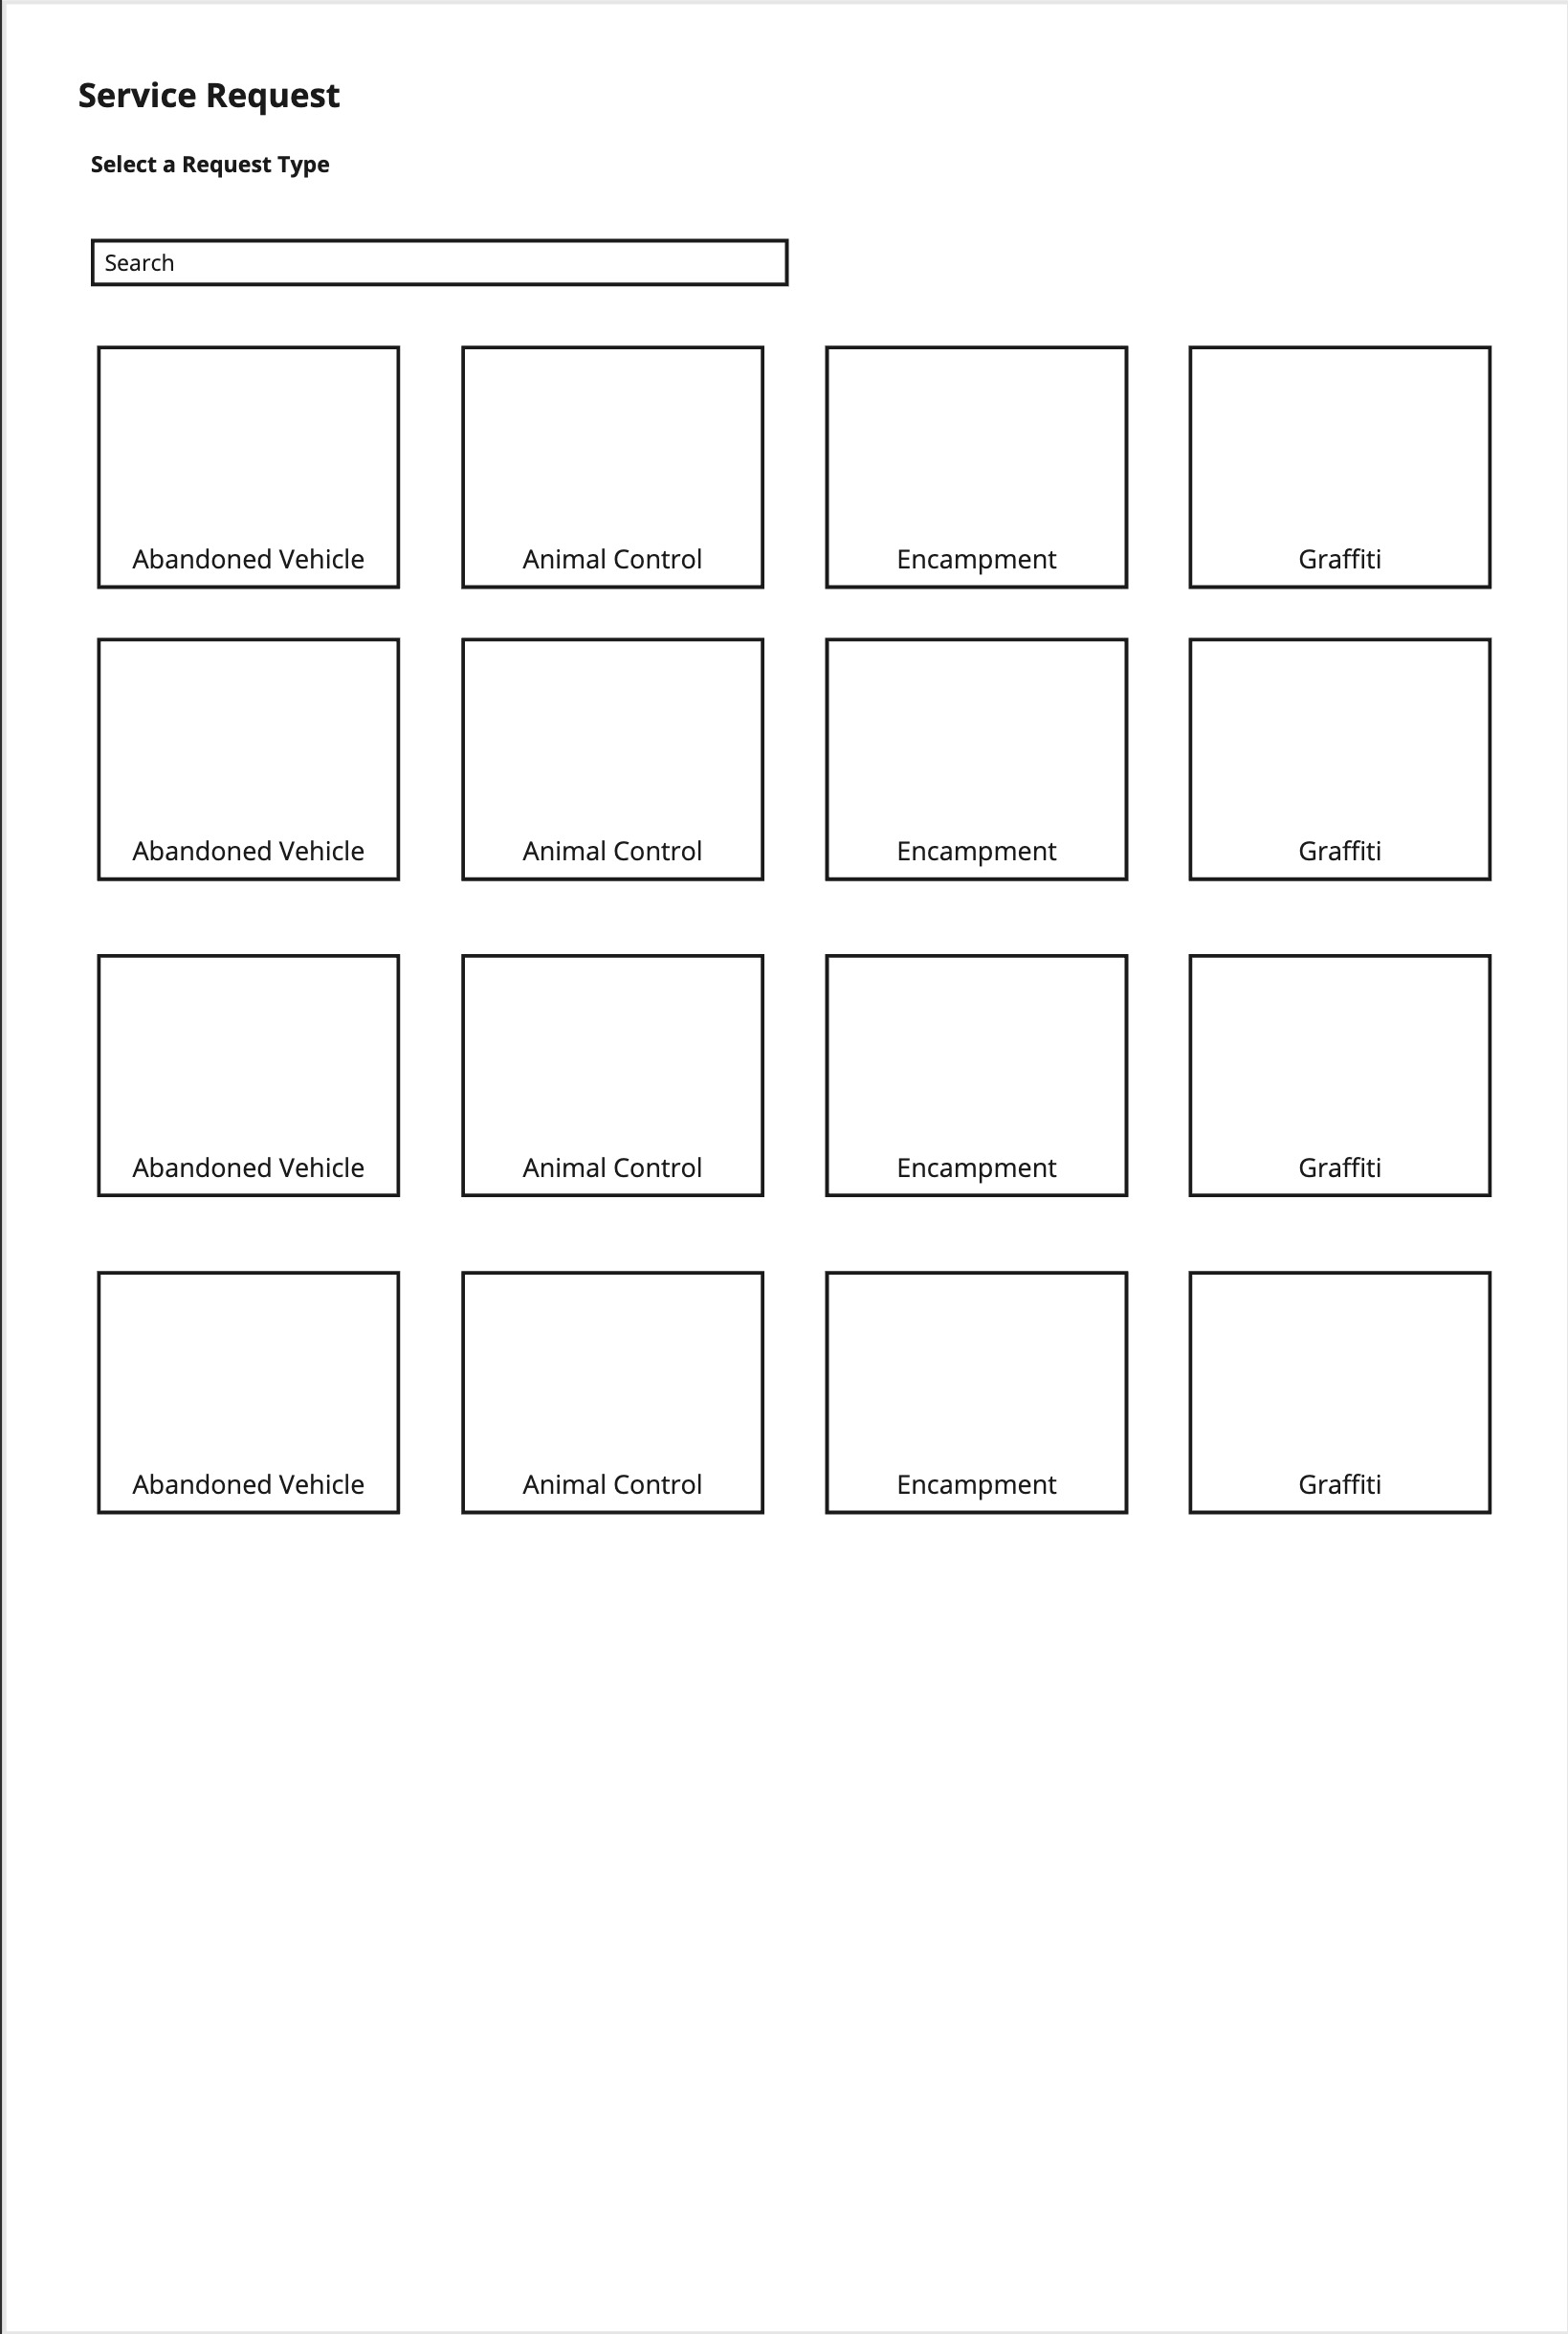 Service Request
Select a Request Type
Search
Abandoned Vehicle Animal Control Encampment Graffiti
Abandoned Vehicle Animal Control Encampment Graffiti
Abandoned Vehicle Animal Control Encampment Graffiti
Abandoned Vehicle Animal Control Encampment Graffiti